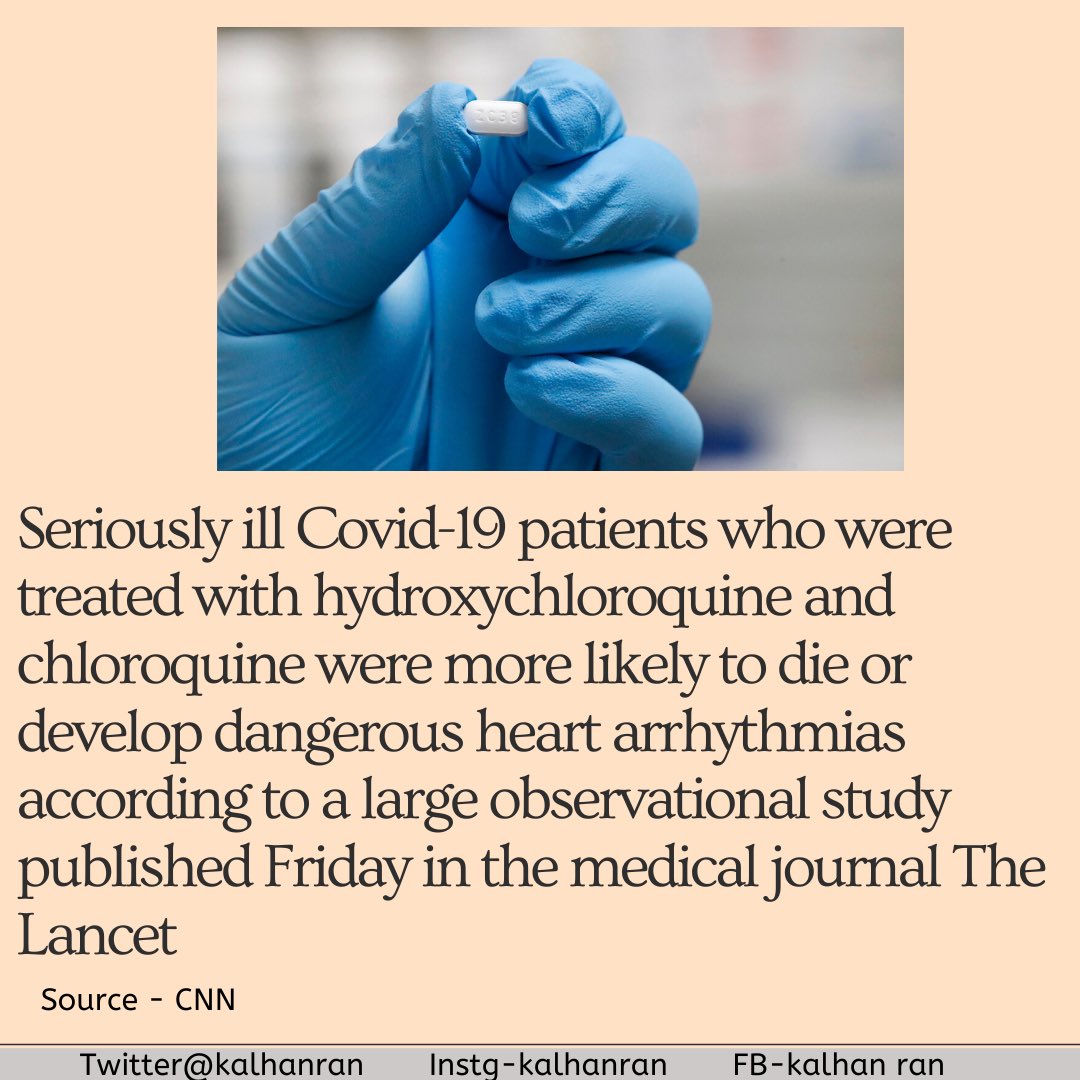 Seriously ill Covid-19 patients who were
treated with hydroxychloroquine and
chloroquine were more likely to die or
develop dangerous heart arrhythmias
according to a large observational study
published Friday in the medical journal The
Lancet
Source - CNN
Twitter@kalhanran Instg-kalhanran FB-kalhan ran